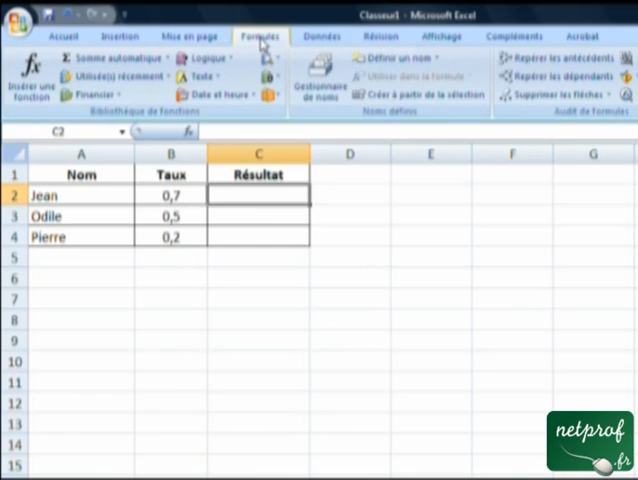 Classeur1 - Microsoft Excel
Accueil Insertion Mise en page Formules Données Révision Affichage Compléments Acrobat
fx Insérer une fonction
Σ Somme automatique Logique
Utilisé(s) récemment Texte
Financier Date et heure
Bibliothèque de fonctions
Gestionnaire de noms
Définir un nom
Utiliser dans la formule
Créer à partir de la sélection
Noms définis
Repérer les antécédents
Repérer les dépendants
Supprimer les flèches
Audit de formules
C2 fx
A B C D E F G
1 Nom Taux Résultat
2 Jean 0,7
3 Odile 0,5
4 Pierre 0,2
5
6
7
8
9
10
11
12
13
14
15
netprof
.fr